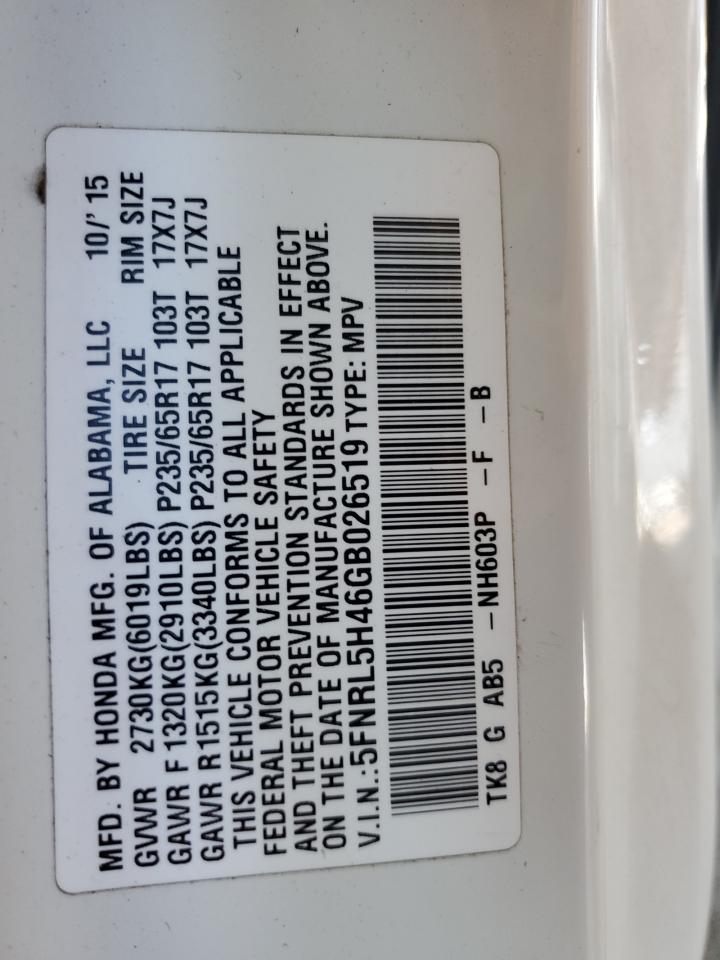 MFD. BY HONDA MFG. OF ALABAMA, LLC 10/' 15
GVWR 2730KG(6019LBS) TIRE SIZE RIM SIZE
GAWR F 1320KG(2910LBS) P235/65R17 103T 17X7J
GAWR R1515KG(3340LBS) P235/65R17 103T 17X7J
THIS VEHICLE CONFORMS TO ALL APPLICABLE
FEDERAL MOTOR VEHICLE SAFETY
AND THEFT PREVENTION STANDARDS IN EFFECT
ON THE DATE OF MANUFACTURE SHOWN ABOVE.
V.I.N.:5FNRL5H46GB026519 TYPE: MPV
TK8 G AB5 -NH603P -F -B